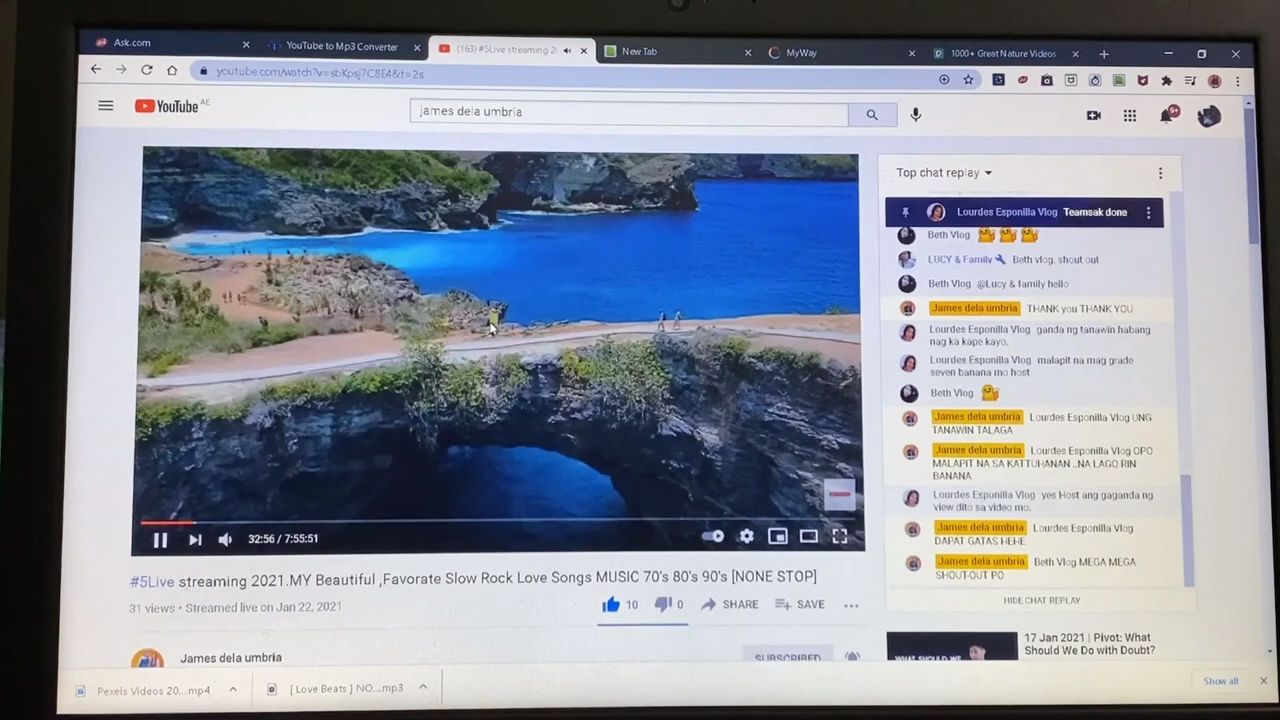 Ask.com
YouTube to Mp3 Converter
(163) #5Live streaming 2
New Tab
MyWay
1000+ Great Nature Videos
youtube.com/watch?v=sbKpsj7C8E4&t=2s
YouTube AE
james dela umbria
9+
Top chat replay
Lourdes Esponilla Vlog Teamsak done
Beth Vlog
LUCY & Family Beth vlog. shout out
Beth Vlog @Lucy & family hello
James dela umbria THANK you THANK YOU
Lourdes Esponilla Vlog ganda ng tanawin habang
nag ka kape kayo.
Lourdes Esponilla Vlog malapit na mag grade
seven banana mo host
Beth Vlog
James dela umbria Lourdes Esponilla Vlog UNG
TANAWIN TALAGA
James dela umbria Lourdes Esponilla Vlog OPO
MALAPIT NA SA KATTUHANAN ..NA LAGO RIN
BANANA
Lourdes Esponilla Vlog yes Host ang gaganda ng
view dito sa video mo.
James dela umbria Lourdes Esponilla Vlog
DAPAT GATAS HEHE
James dela umbria Beth Vlog MEGA MEGA
SHOUT-OUT PO
HIDE CHAT REPLAY
32:56 / 7:55:51
#5Live streaming 2021.MY Beautiful ,Favorate Slow Rock Love Songs MUSIC 70's 80's 90's [NONE STOP]
31 views • Streamed live on Jan 22, 2021
10 0 SHARE SAVE
James dela umbria
SUBSCRIBED
17 Jan 2021 | Pivot: What
Should We Do with Doubt?
WHAT SHOULD WE
Pexels Videos 20....mp4
[ Love Beats ] NO....mp3
Show all